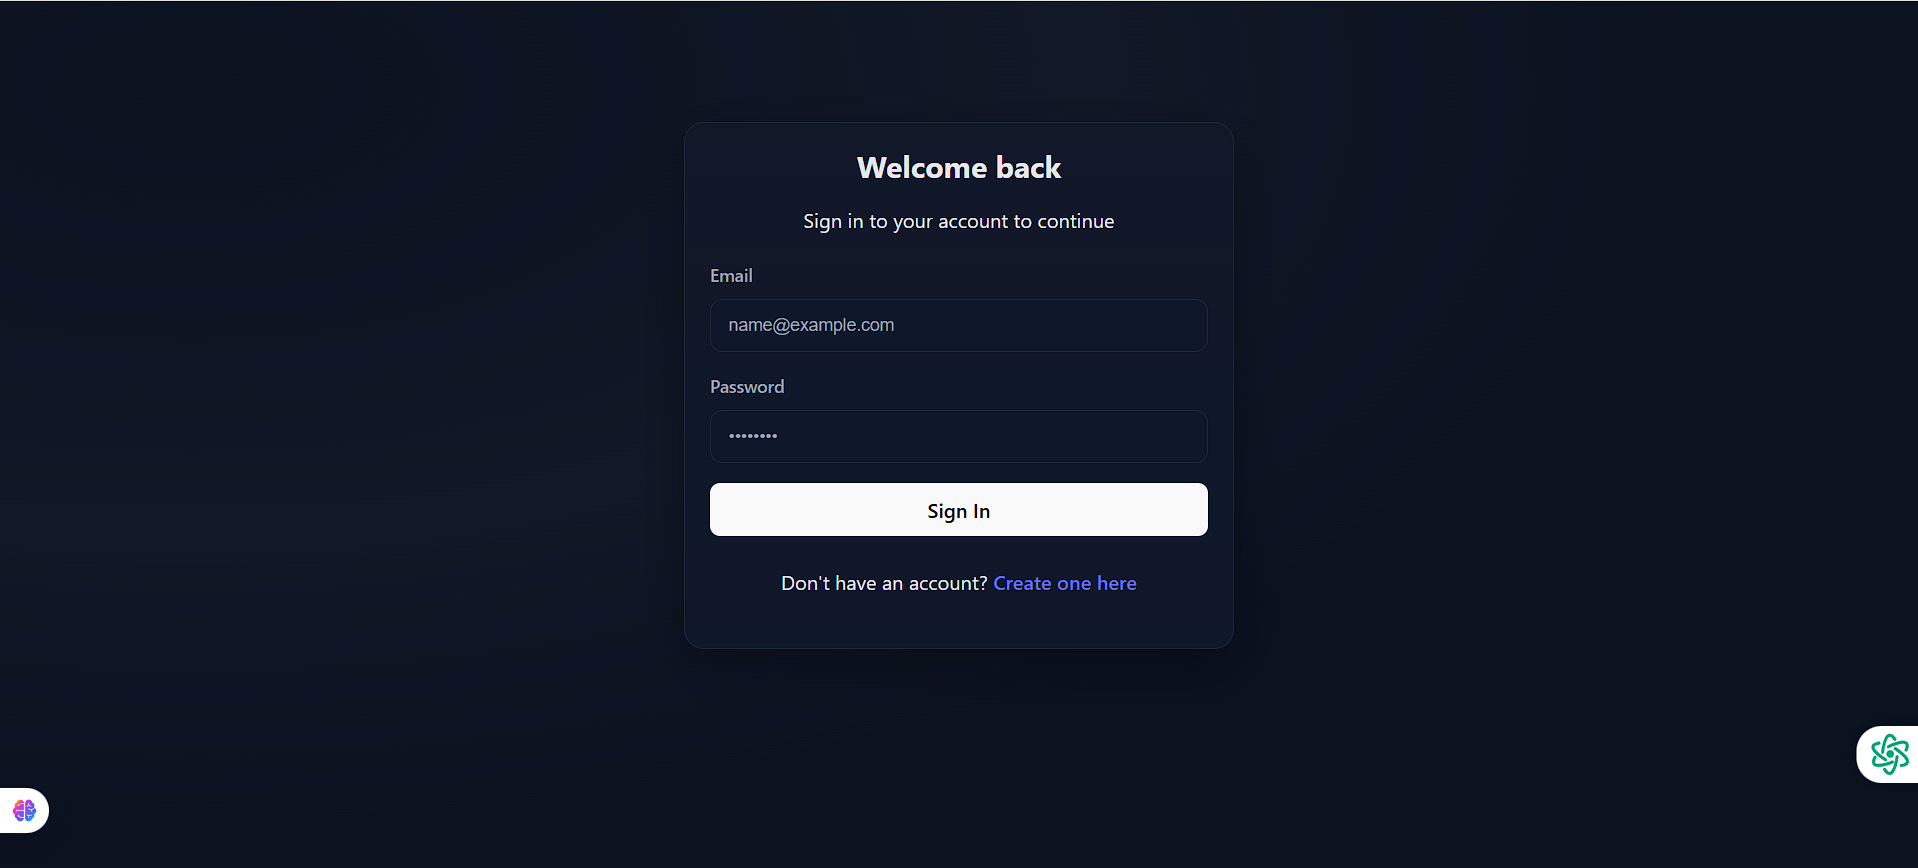 Welcome back
Sign in to your account to continue
Email
name@example.com
Password
••••••••
Sign In
Don't have an account? Create one here